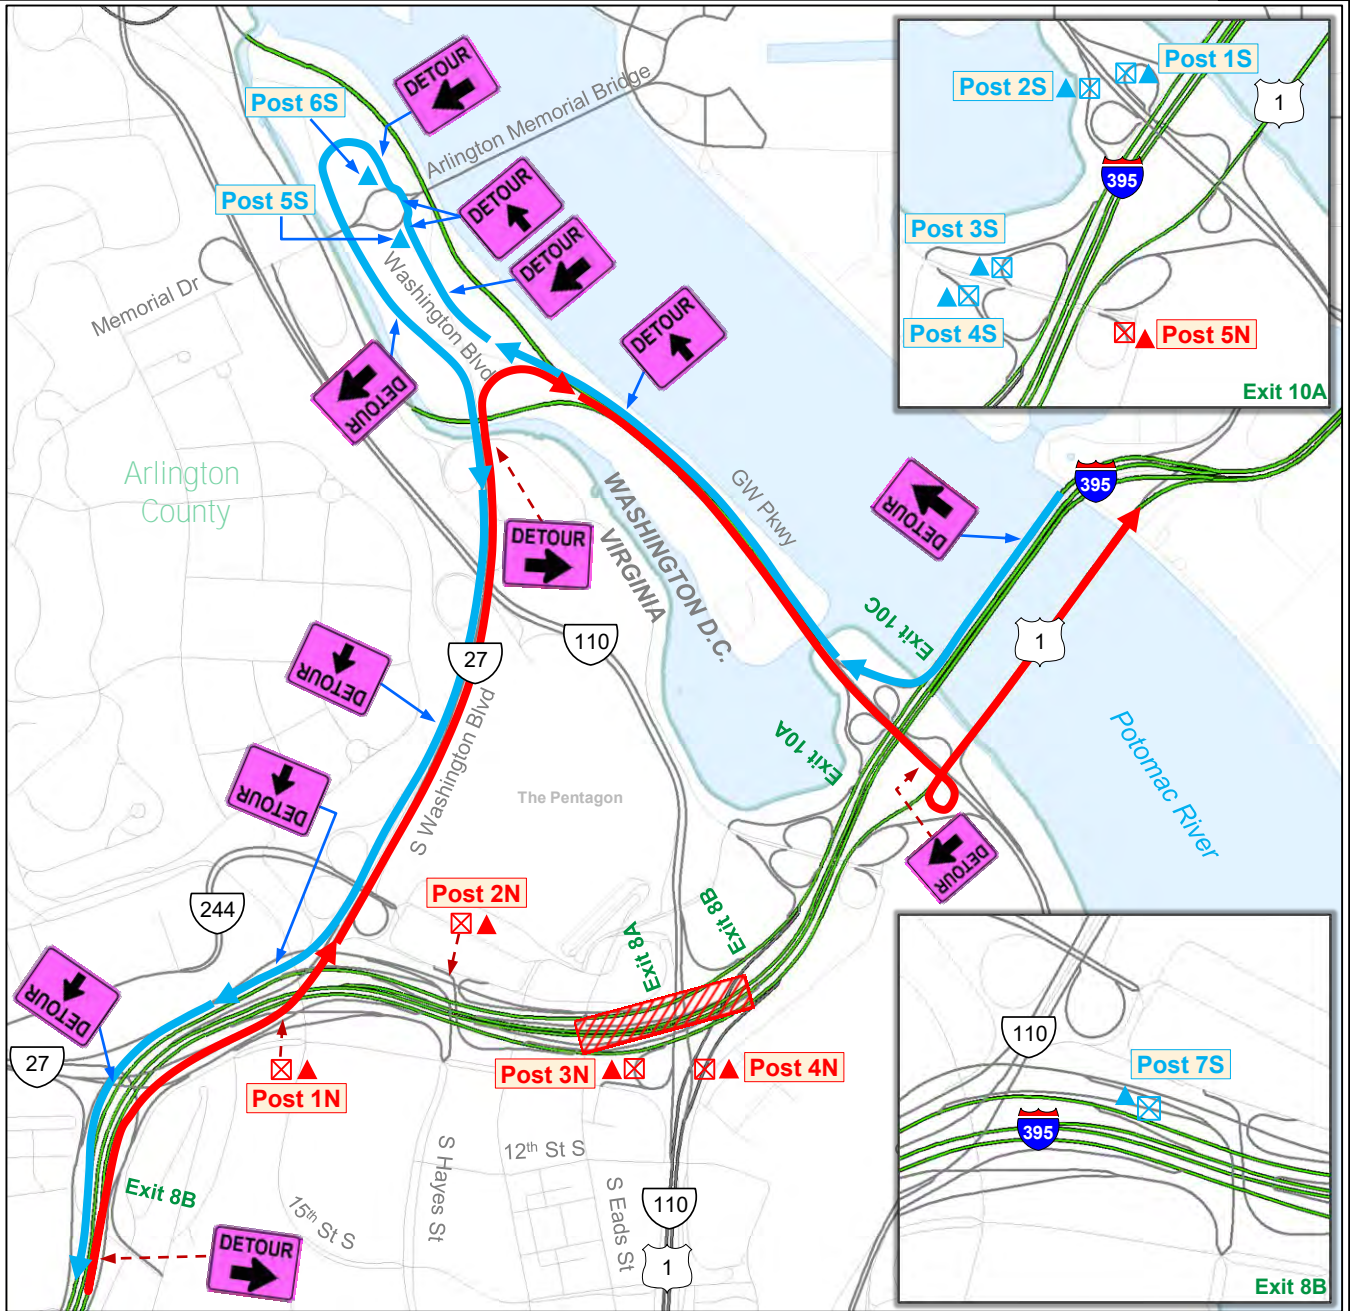 DETOUR
Post 6S
Arlington Memorial Bridge
Post 1S
Post 2S
1
395
Post 5S
DETOUR
DETOUR
Post 3S
Washington Blvd
Memorial Dr
Post 4S
Post 5N
DETOUR
Exit 10A
DETOUR
Arlington
County
GW Pkwy
395
WASHINGTON D.C.
VIRGINIA
DETOUR
DETOUR
Exit 10C
110
1
27
DETOUR
S Washington Blvd
Exit 10A
Potomac River
DETOUR
The Pentagon
DETOUR
244
Post 2N
Exit 8B
Exit 8A
DETOUR
27
Post 1N
Post 3N
Post 4N
110
Post 7S
395
12th St S
S Hayes St
S Eads St
15th St S
Exit 8B
110
1
DETOUR
Exit 8B